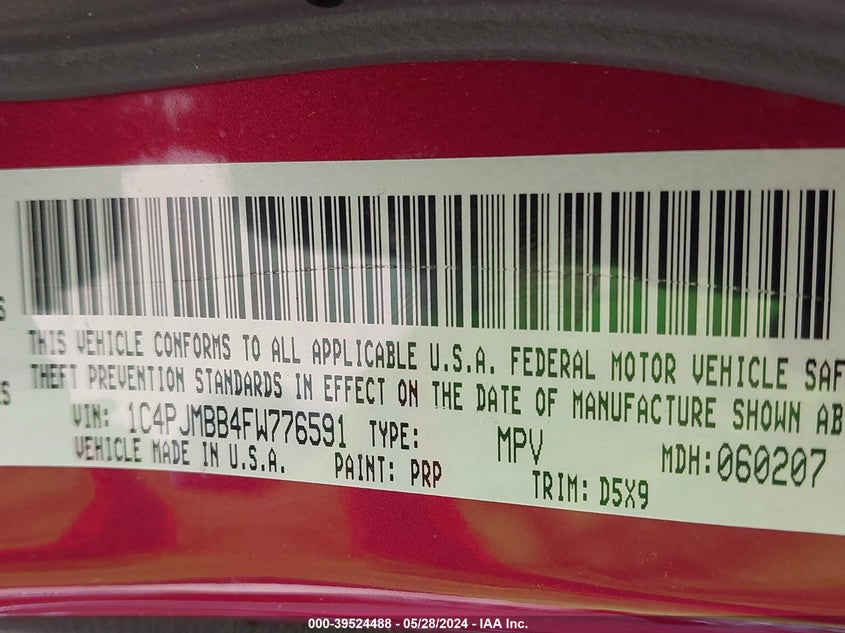 THIS VEHICLE CONFORMS TO ALL APPLICABLE U.S.A. FEDERAL MOTOR VEHICLE SAF
THEFT PREVENTION STANDARDS IN EFFECT ON THE DATE OF MANUFACTURE SHOWN AB
VIN: 1C4PJMBB4FW776591 TYPE: MPV MDH:060207
VEHICLE MADE IN U.S.A. PAINT: PRP TRIM: D5X9
000-39524488 - 05/28/2024 - IAA Inc.